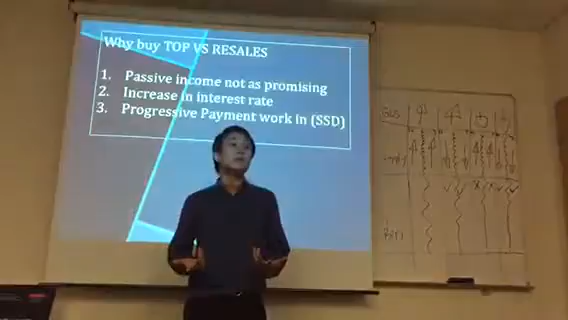 Why buy TOP VS RESALES
1. Passive income not as promising
2. Increase in interest rate
3. Progressive Payment work in (SSD)